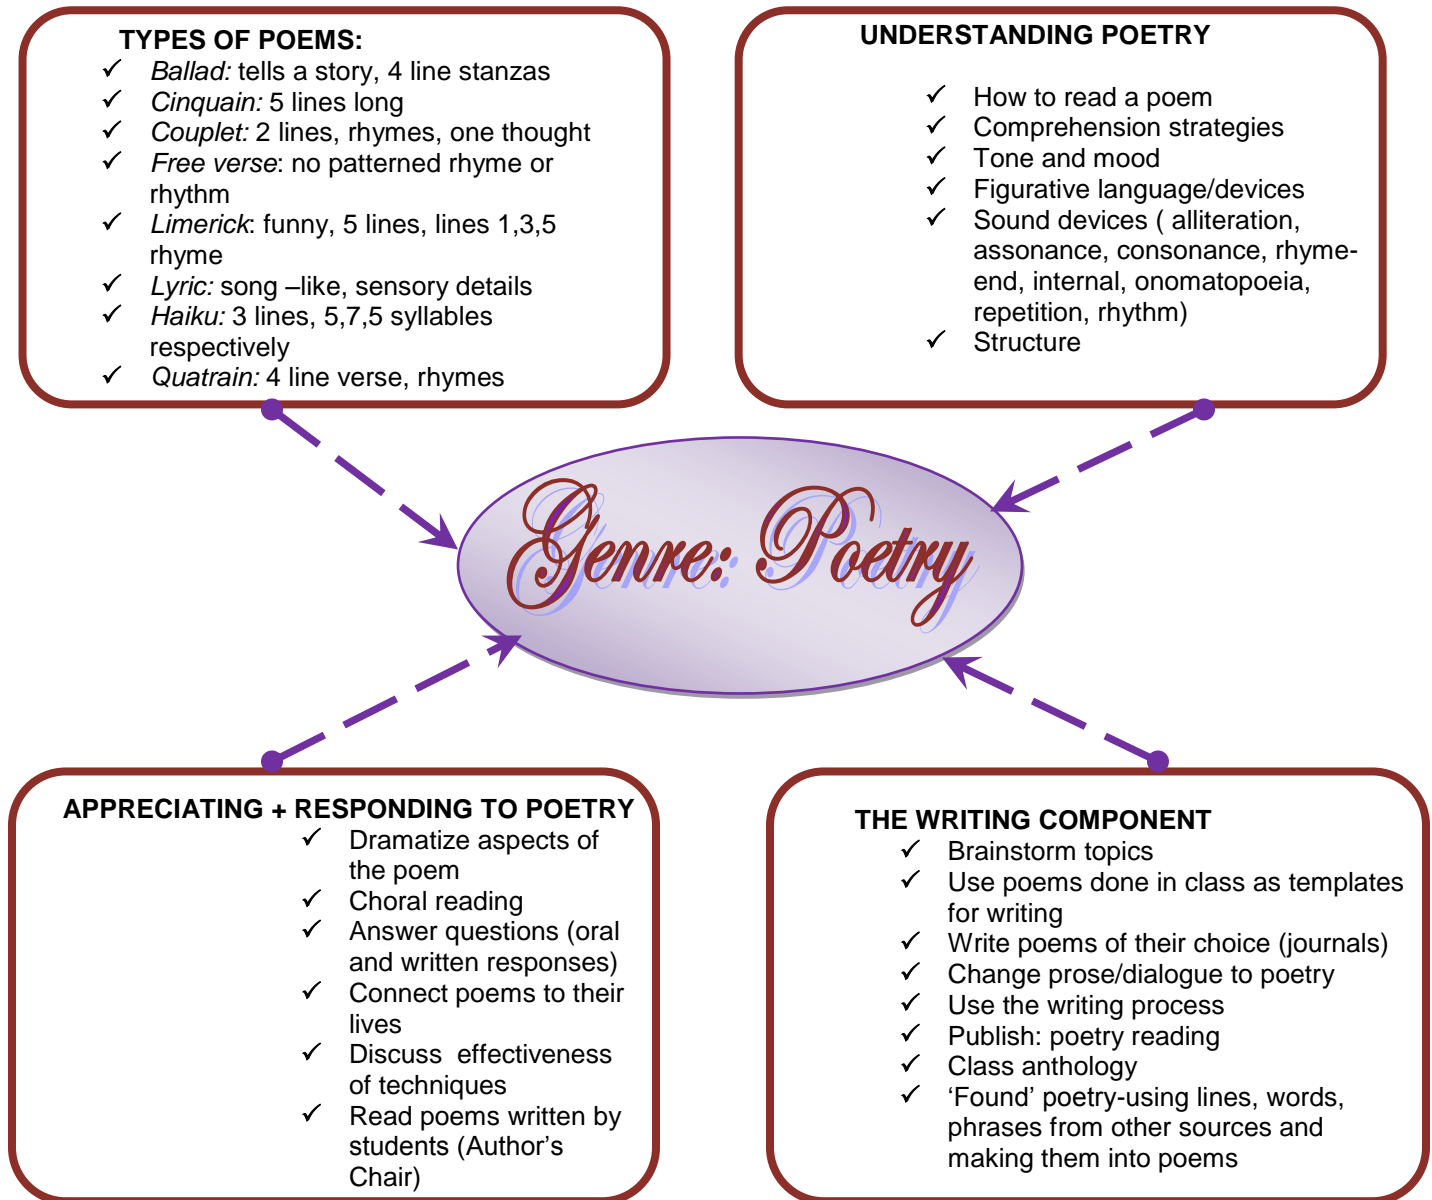 TYPES OF POEMS:
✓ Ballad: tells a story, 4 line stanzas
✓ Cinquain: 5 lines long
✓ Couplet: 2 lines, rhymes, one thought
✓ Free verse: no patterned rhyme or
rhythm
✓ Limerick: funny, 5 lines, lines 1,3,5
rhyme
✓ Lyric: song –like, sensory details
✓ Haiku: 3 lines, 5,7,5 syllables
respectively
✓ Quatrain: 4 line verse, rhymes
UNDERSTANDING POETRY
✓ How to read a poem
✓ Comprehension strategies
✓ Tone and mood
✓ Figurative language/devices
✓ Sound devices ( alliteration,
assonance, consonance, rhyme-
end, internal, onomatopoeia,
repetition, rhythm)
✓ Structure
Genre: Poetry
APPRECIATING + RESPONDING TO POETRY
✓ Dramatize aspects of
the poem
✓ Choral reading
✓ Answer questions (oral
and written responses)
✓ Connect poems to their
lives
✓ Discuss  effectiveness
of techniques
✓ Read poems written by
students (Author’s
Chair)
THE WRITING COMPONENT
✓ Brainstorm topics
✓ Use poems done in class as templates
for writing
✓ Write poems of their choice (journals)
✓ Change prose/dialogue to poetry
✓ Use the writing process
✓ Publish: poetry reading
✓ Class anthology
✓ ‘Found’ poetry-using lines, words,
phrases from other sources and
making them into poems